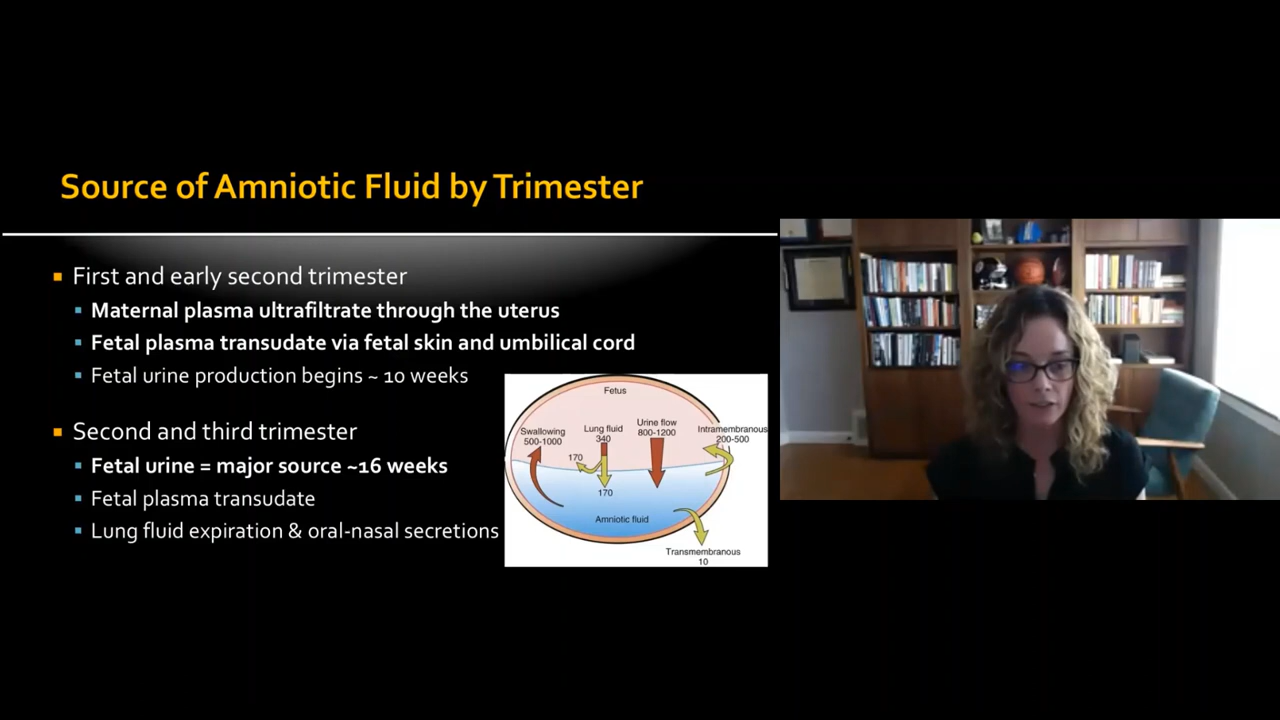 Source of Amniotic Fluid by Trimester
First and early second trimester
Maternal plasma ultrafiltrate through the uterus
Fetal plasma transudate via fetal skin and umbilical cord
Fetal urine production begins ~ 10 weeks
Second and third trimester
Fetal urine = major source ~16 weeks
Fetal plasma transudate
Lung fluid expiration & oral-nasal secretions
Fetus
Swallowing
500-1000
Lung fluid
340
170
170
Urine flow
800-1200
Intramembranous
200-500
Amniotic fluid
Transmembranous
10